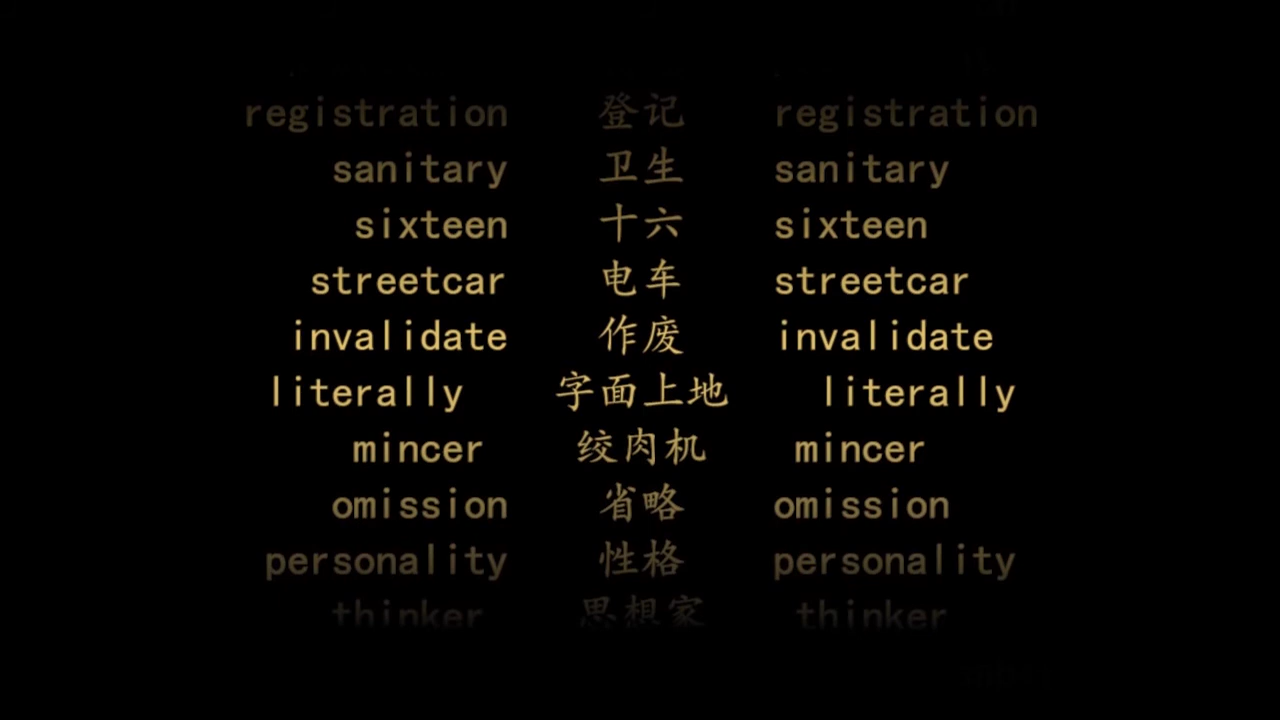 registration 登记 registration
sanitary 卫生 sanitary
sixteen 十六 sixteen
streetcar 电车 streetcar
invalidate 作废 invalidate
literally 字面上地 literally
mincer 绞肉机 mincer
omission 省略 omission
personality 性格 personality
thinker 思想家 thinker